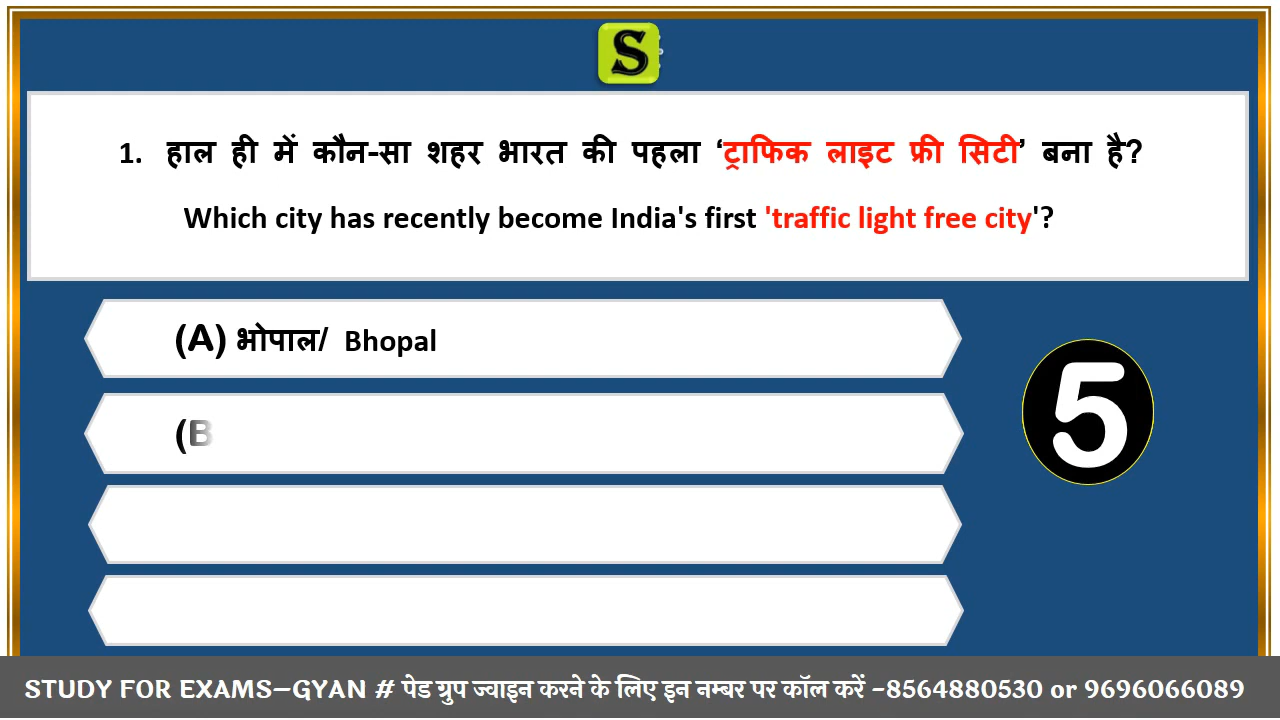 S
1. हाल ही में कौन-सा शहर भारत की पहला ‘ट्राफिक लाइट फ्री सिटी’ बना है?
Which city has recently become India's first 'traffic light free city'?
(A) भोपाल/ Bhopal
(B
5
STUDY FOR EXAMS–GYAN # पेड ग्रुप ज्वाइन करने के लिए इन नम्बर पर कॉल करें –8564880530 or 9696066089